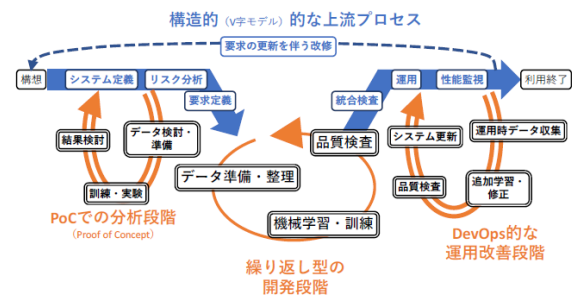 構造的（V字モデル）的な上流プロセス
要求の更新を伴う改修
構想
システム定義
リスク分析
要求定義
統合検査
運用
性能監視
利用終了
結果検討
データ検討・
準備
訓練・実験
PoCでの分析段階
（Proof of Concept）
品質検査
データ準備・整理
機械学習・訓練
繰り返し型の
開発段階
システム更新
運用時データ収集
品質検査
追加学習・
修正
DevOps的な
運用改善段階